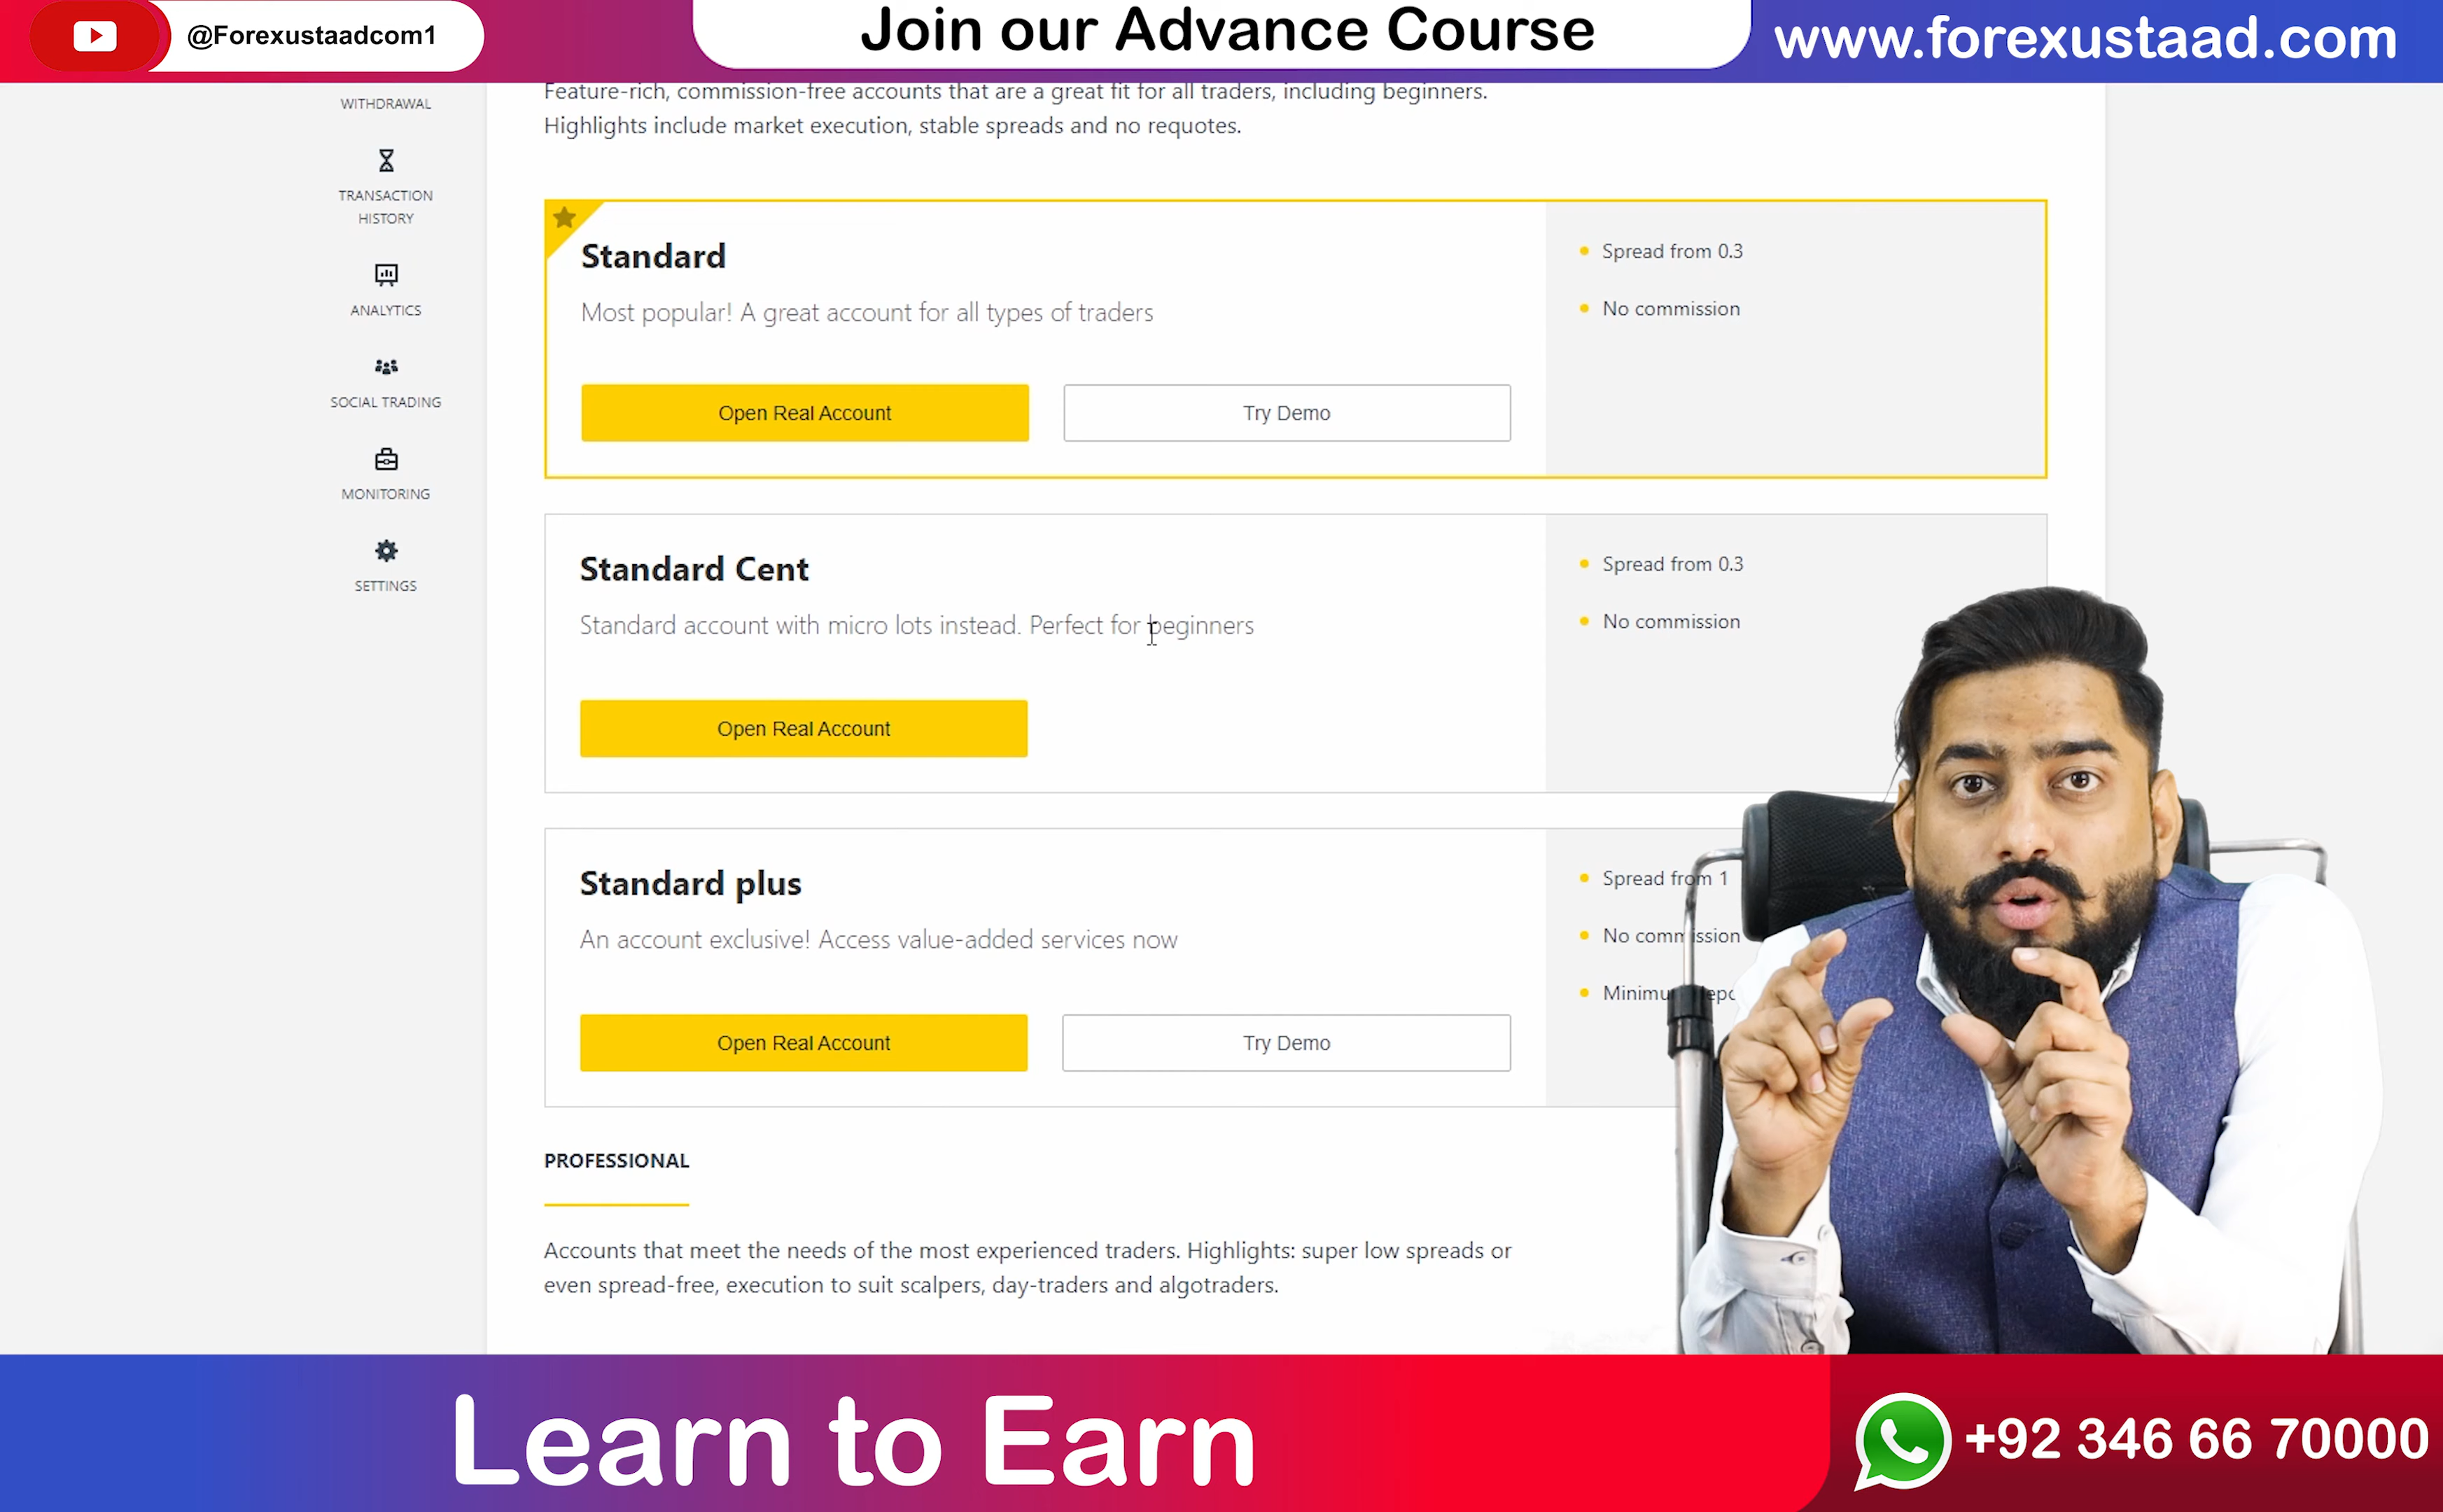 @Forexustaadcom1
Join our Advance Course
www.forexustaad.com
WITHDRAWAL
TRANSACTION
HISTORY
ANALYTICS
SOCIAL TRADING
MONITORING
SETTINGS
Feature-rich, commission-free accounts that are a great fit for all traders, including beginners.
Highlights include market execution, stable spreads and no requotes.
Standard
Most popular! A great account for all types of traders
Open Real Account
Try Demo
Spread from 0.3
No commission
Standard Cent
Standard account with micro lots instead. Perfect for beginners
Open Real Account
Spread from 0.3
No commission
Standard plus
An account exclusive! Access value-added services now
Open Real Account
Try Demo
Spread from 1
No commission
PROFESSIONAL
Accounts that meet the needs of the most experienced traders. Highlights: super low spreads or
even spread-free, execution to suit scalpers, day-traders and algotraders.
Learn to Earn
+92 346 66 70000